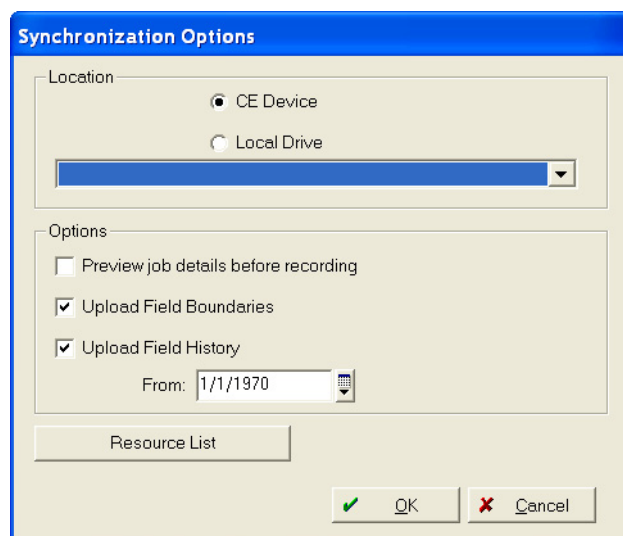 Synchronization Options
Location
CE Device
Local Drive
Options
Preview job details before recording
Upload Field Boundaries
Upload Field History
From: 1/1/1970
Resource List
OK Cancel